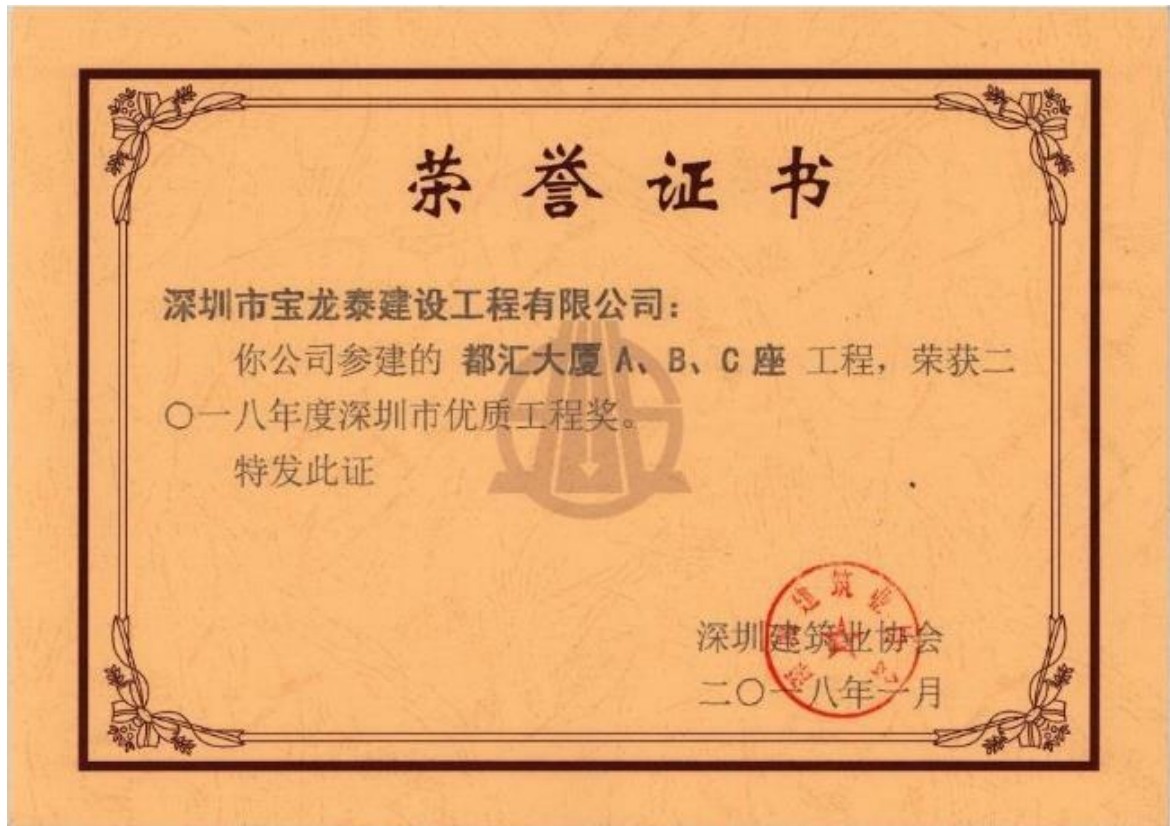 荣誉证书
深圳市宝龙泰建设工程有限公司：
你公司参建的 都汇大厦 A、B、C 座 工程，荣获二
〇一八年度深圳市优质工程奖。
特发此证
深圳建筑业协会
二〇一八年一月